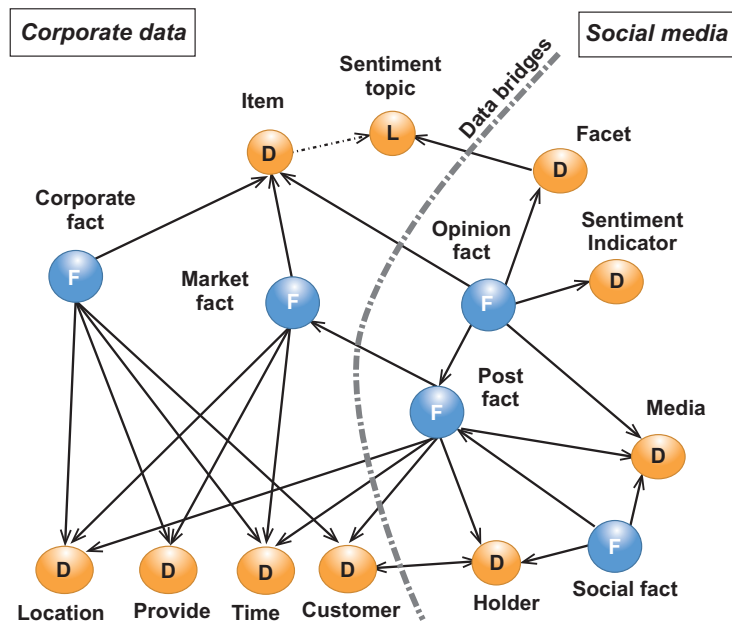 Corporate data
Social media
Sentiment
topic
Data bridges
Item
L
D
Facet
D
Corporate
fact
Opinion
fact
Sentiment
Indicator
F
Market
fact
F
F
D
Post
fact
F
Media
D
F
D
D
D
D
D
Social fact
Location
Provide
Time
Customer
Holder